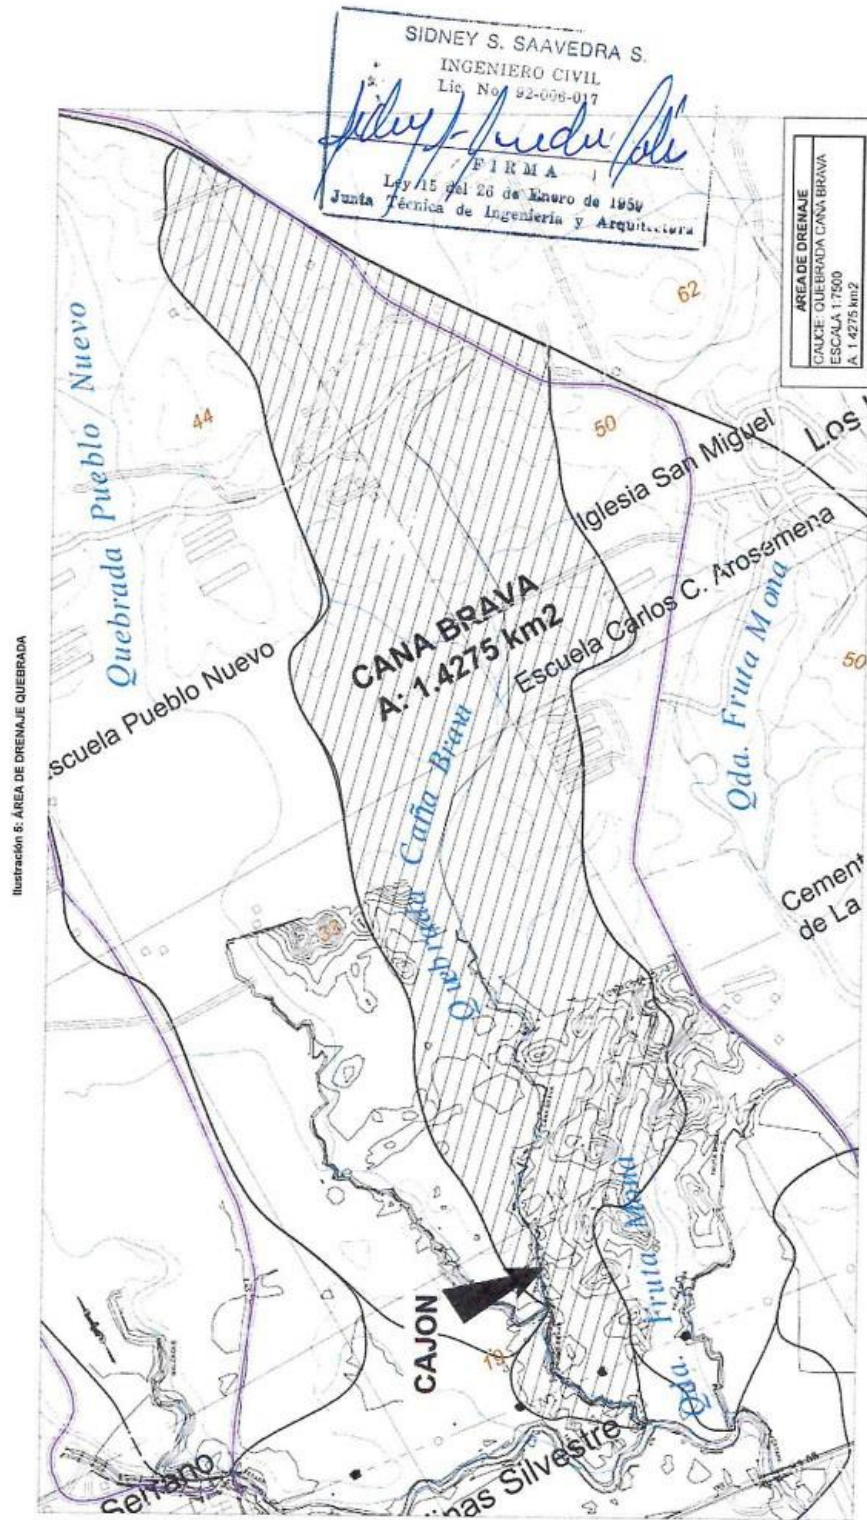 SIDNEY S. SAAVEDRA S.
INGENIERO CIVIL
Lic. No. 92-006-017
FIRMA
Ley 15 del 26 de Enero de 1959
Junta Técnica de Ingeniería y Arquitectura
AREA DE DRENAJE
CAUCE: QUEBRADA CAÑA BRAVA
ESCALA 1:7500
A: 1.4275 km2
Ilustración 5: ÁREA DE DRENAJE QUEBRADA
Quebrada Pueblo Nuevo
44
62
50
Iglesia San Miguel
LOS
Escuela Carlos C. Arosemena
CANA BRAVA
A: 1.4275 km2
scuela Pueblo Nuevo
Qda. Fruta Mona
50
Quebrada Caña Brava
33
Cement
de La
Qda. Fruta Mona
CAJON
19
Serrano
inas Silvestre